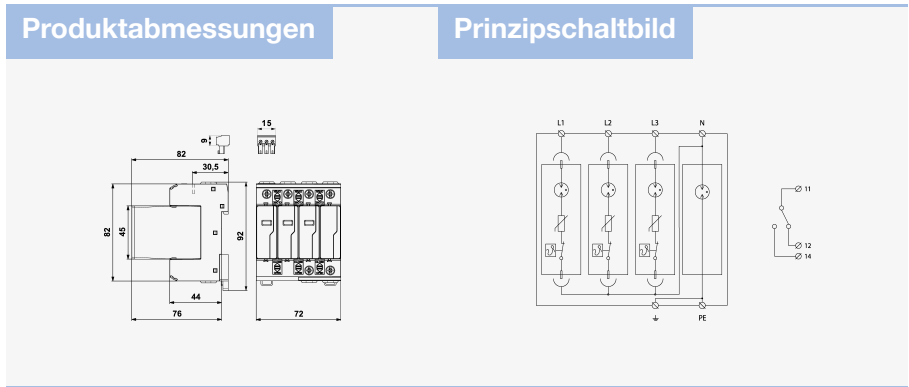 Produktabmessungen
Prinzipschaltbild
15
9
82
30,5
82
45
92
44
76
72
L1
L2
L3
N
11
12
14
PE